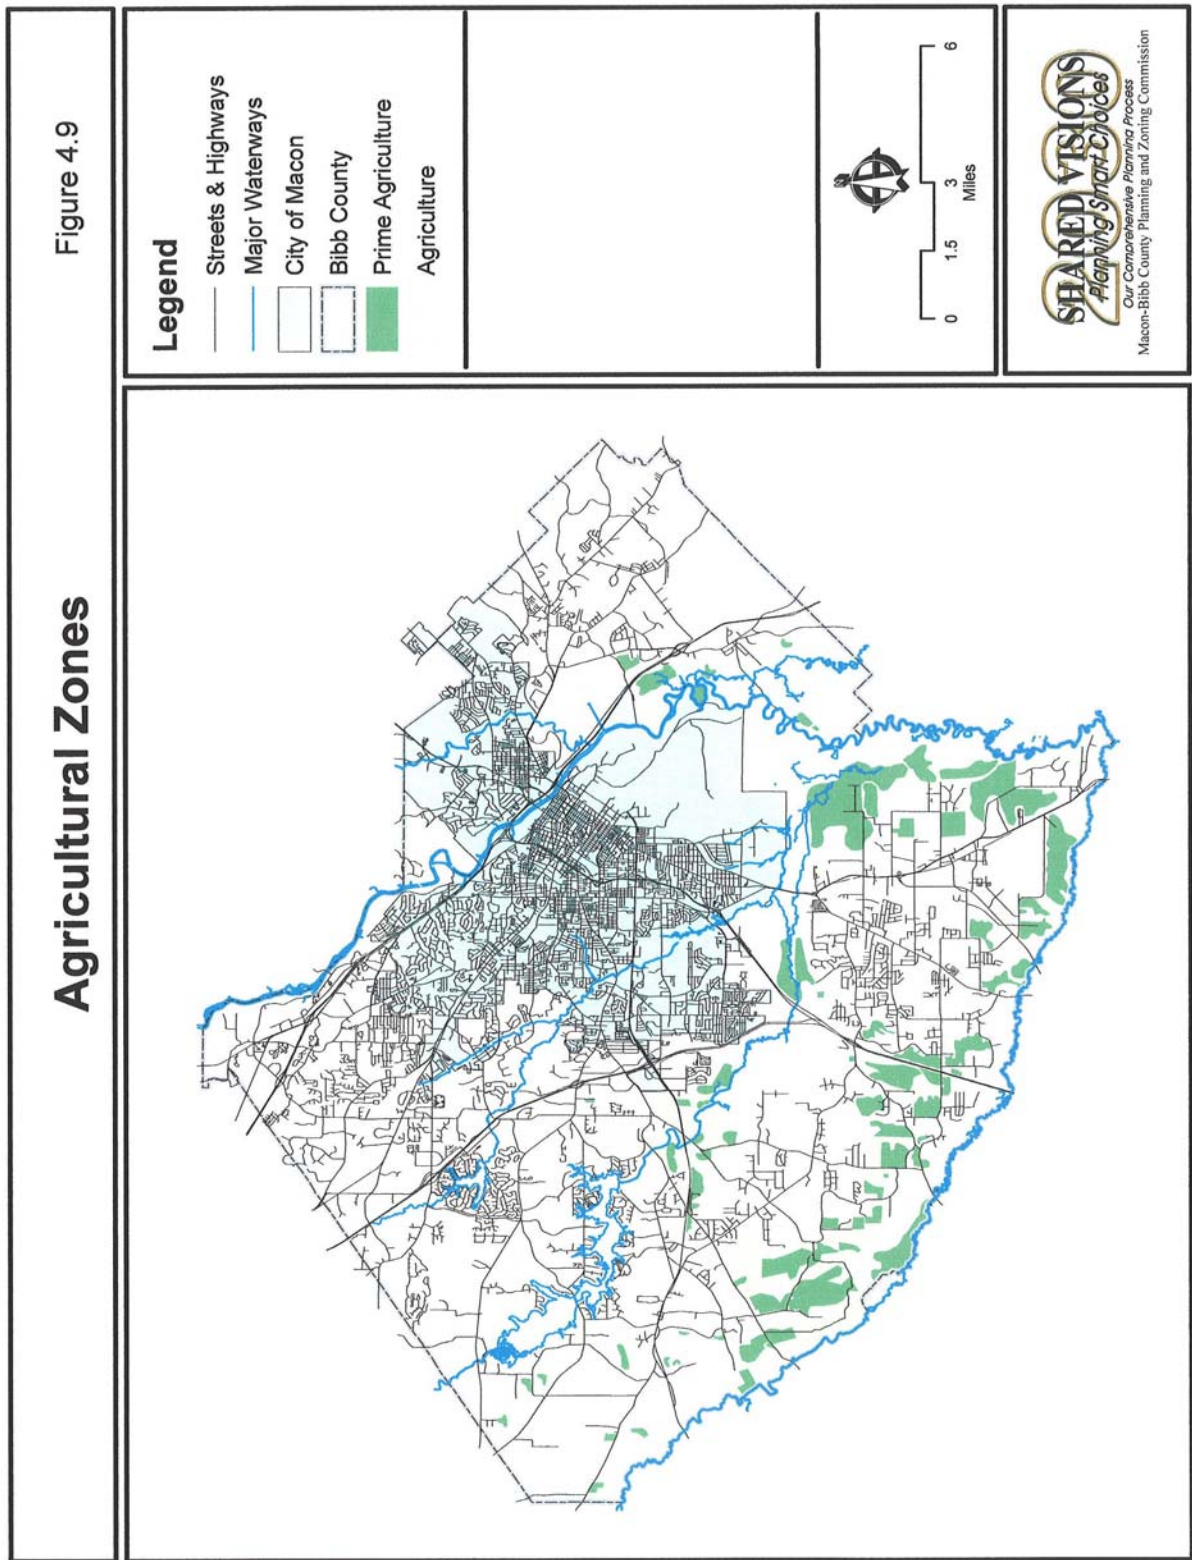 Agricultural Zones
Figure 4.9
Legend
Streets & Highways
Major Waterways
City of Macon
Bibb County
Prime Agriculture
Agriculture
0 1.5 3 6
Miles
2030
SHARED VISIONS
Planning Smart Choices
Our Comprehensive Planning Process
Macon-Bibb County Planning and Zoning Commission